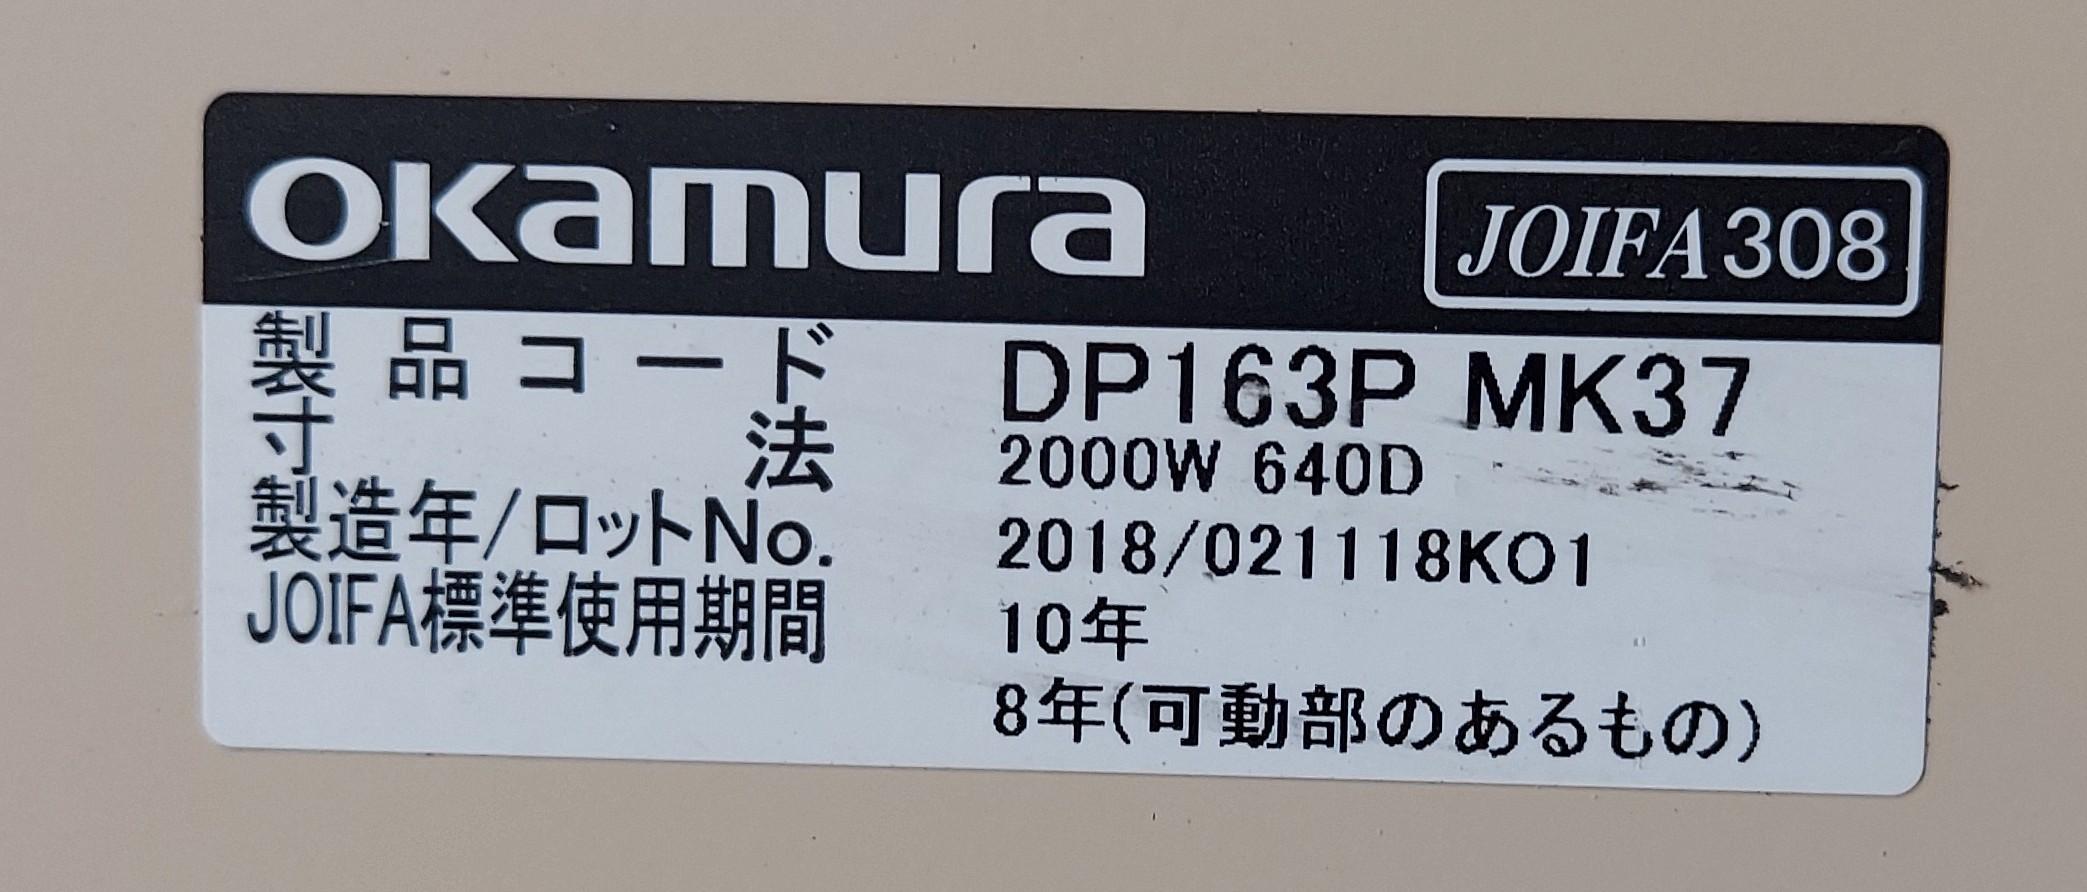 okamura JOIFA308
製品コード DP163P MK37
寸法 2000W 640D
製造年/ロットNo. 2018/021118KO1
JOIFA標準使用期間 10年
8年(可動部のあるもの)